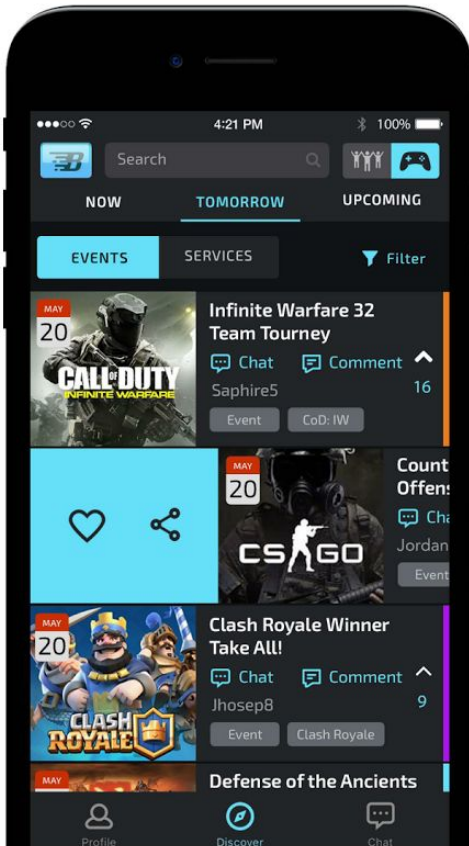 4:21 PM
100%
B
Search
NOW
TOMORROW
UPCOMING
EVENTS
SERVICES
Filter
MAY
20
CALL OF DUTY
INFINITE WARFARE
Infinite Warfare 32
Team Tourney
Chat
Comment
16
Saphire5
Event
CoD: IW
MAY
20
CS GO
Count
Offens
Cha
Jordan
Event
MAY
20
CLASH
ROYALE
Clash Royale Winner
Take All!
Chat
Comment
9
Jhosep8
Event
Clash Royale
MAY
Defense of the Ancients
Profile
Discover
Chat